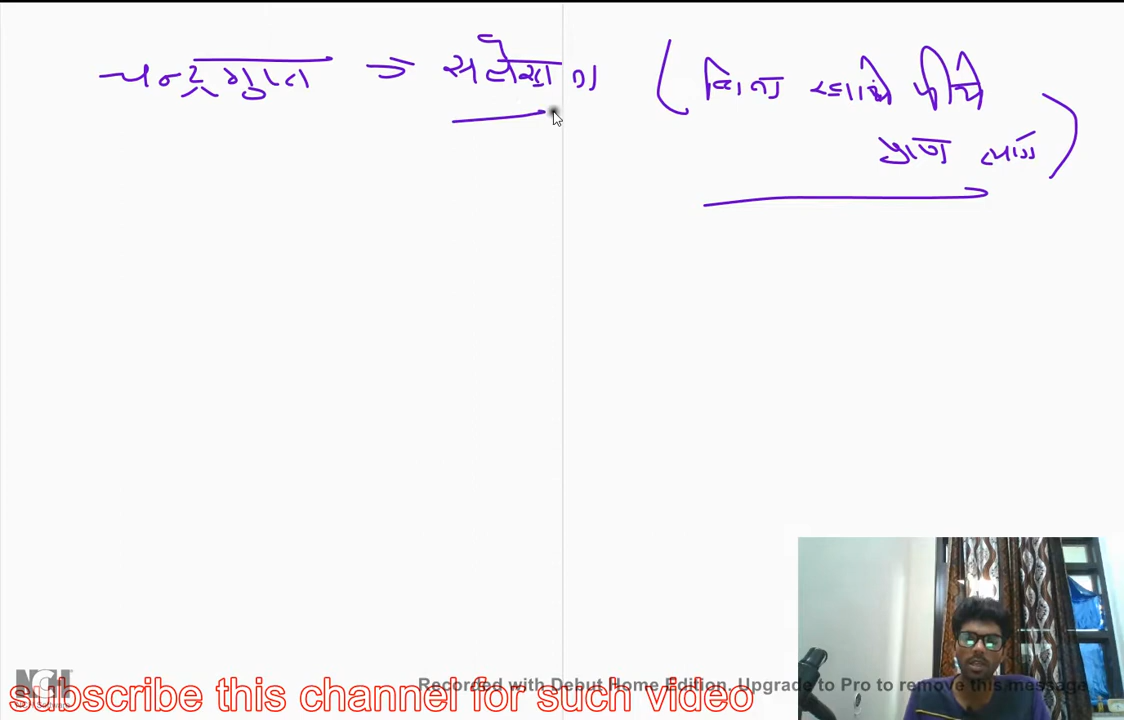 चन्द्रगुप्त ⇒ सल्लेखना ( बिना खाये पीये
प्राण त्याग )
NCH
subscribe this channel for such video
Recorded with Debut Home Edition. Upgrade to Pro to remove this message